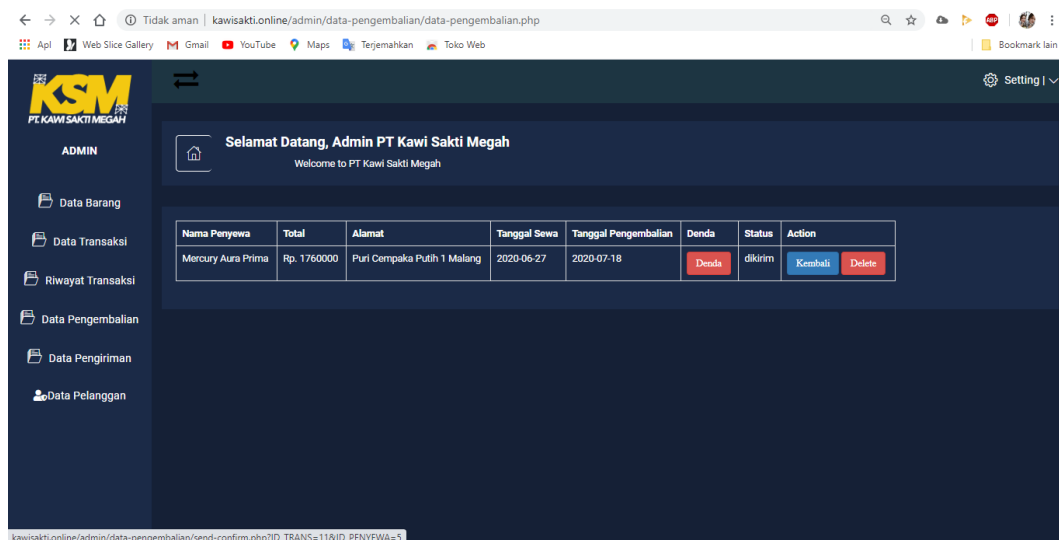 Tidak aman | kawisakti.online/admin/data-pengembalian/data-pengembalian.php
ABP
Apl Web Slice Gallery Gmail YouTube Maps Terjemahkan Toko Web Bookmark lain
KSM
PT. KAWI SAKTI MEGAH
Setting |
ADMIN
Selamat Datang, Admin PT Kawi Sakti Megah
Welcome to PT Kawi Sakti Megah
Data Barang
Data Transaksi
Riwayat Transaksi
Data Pengembalian
Data Pengiriman
Data Pelanggan
Nama Penyewa Total Alamat Tanggal Sewa Tanggal Pengembalian Denda Status Action
Mercury Aura Prima Rp. 1760000 Puri Cempaka Putih 1 Malang 2020-06-27 2020-07-18 Denda dikirim Kembali Delete
kawisakti.online/admin/data-pengembalian/send-confirm.php?ID_TRANS=11&ID_PENYEWA=5